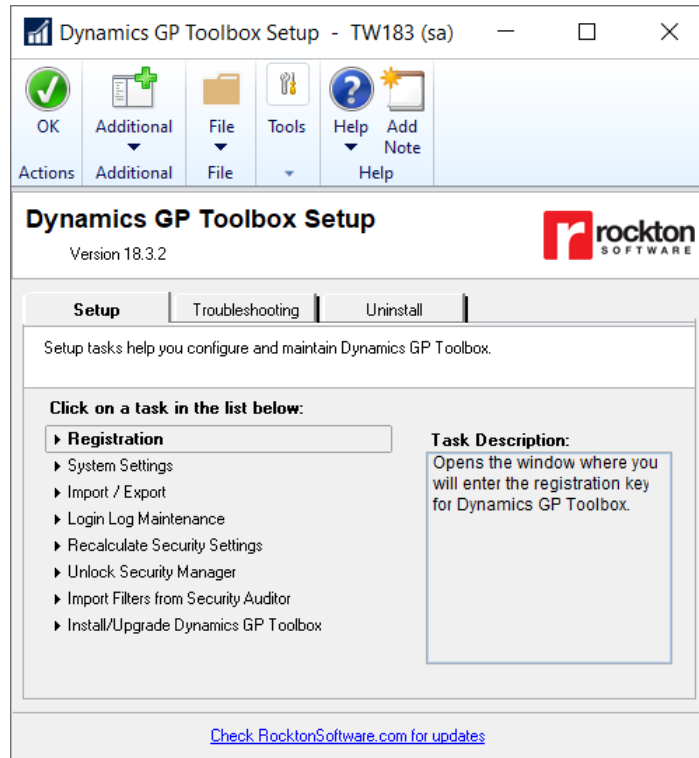 Dynamics GP Toolbox Setup - TW183 (sa)
OK
Additional
File
Tools
Help
Add Note
Actions
Additional
File
Help
Dynamics GP Toolbox Setup
Version 18.3.2
rockton
SOFTWARE
Setup
Troubleshooting
Uninstall
Setup tasks help you configure and maintain Dynamics GP Toolbox.
Click on a task in the list below:
Registration
System Settings
Import / Export
Login Log Maintenance
Recalculate Security Settings
Unlock Security Manager
Import Filters from Security Auditor
Install/Upgrade Dynamics GP Toolbox
Task Description:
Opens the window where you
will enter the registration key
for Dynamics GP Toolbox.
Check RocktonSoftware.com for updates